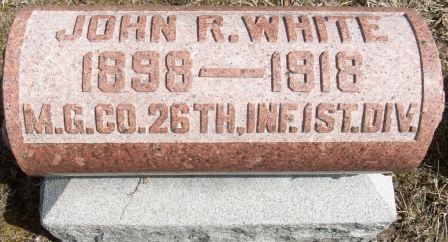 JOHN R. WHITE
1898—1918
M.G.CO.26TH,INF.1ST.DIV.